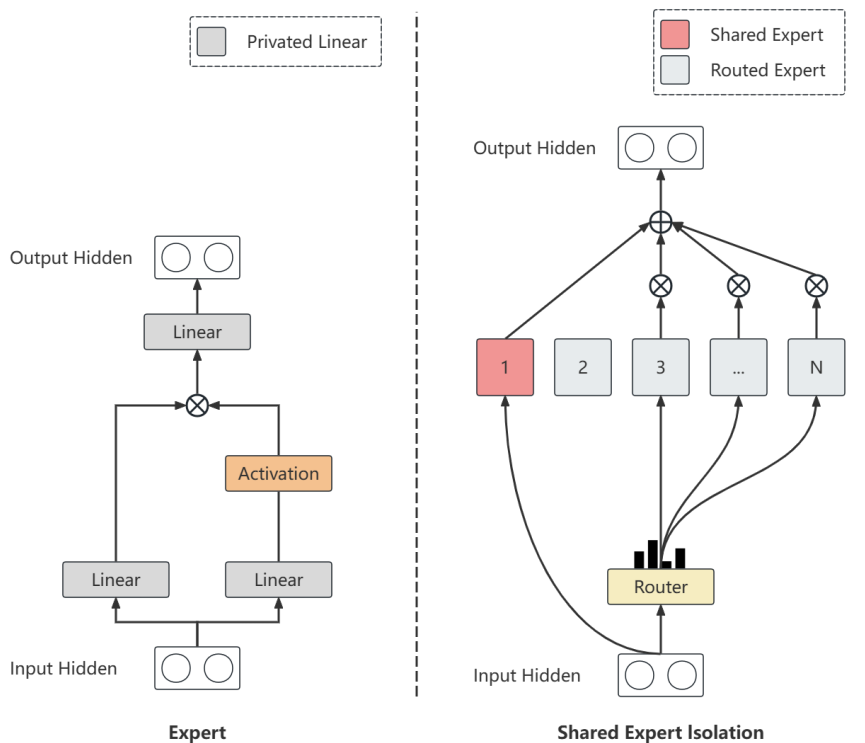 Privated Linear
Output Hidden
Linear
Activation
Linear
Linear
Input Hidden
Expert
Shared Expert
Routed Expert
Output Hidden
1
2
3
...
N
Router
Input Hidden
Shared Expert Isolation